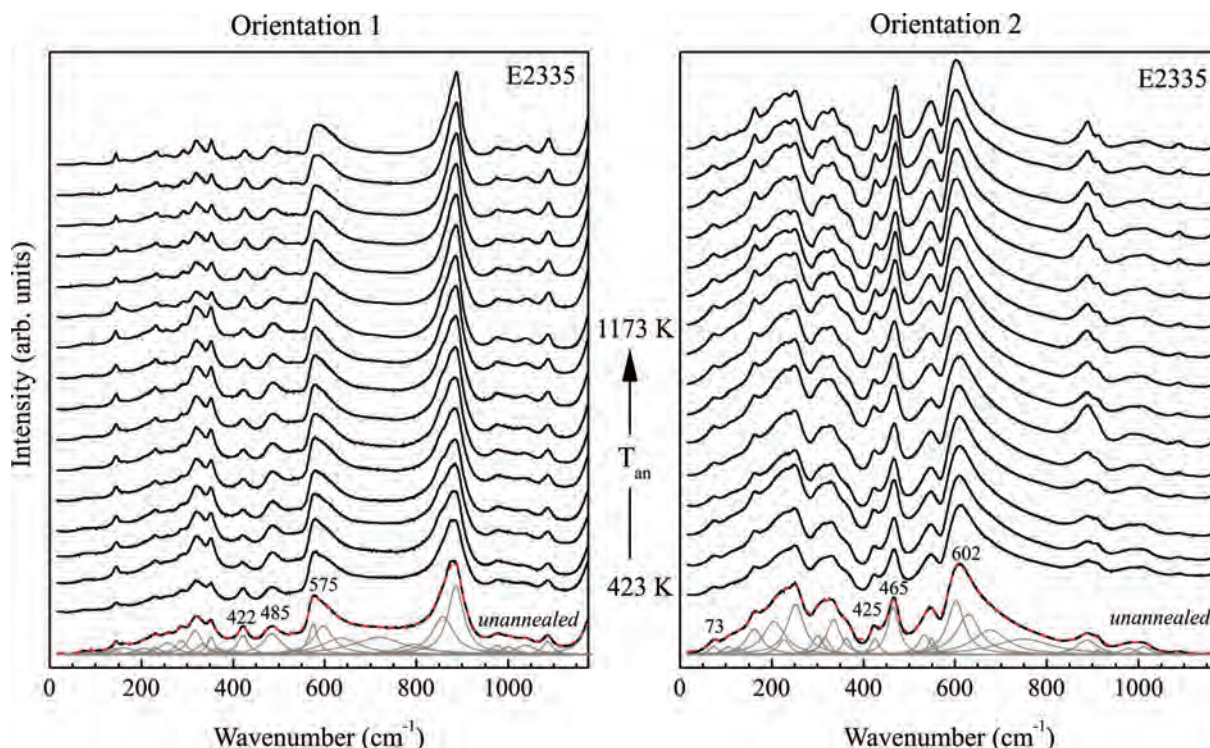 Orientation 1
Orientation 2
E2335
E2335
Intensity (arb. units)
1173 K
T_an
423 K
422
485
575
unannealed
73
425
465
602
unannealed
0 200 400 600 800 1000
0 200 400 600 800 1000
Wavenumber (cm⁻¹)
Wavenumber (cm⁻¹)